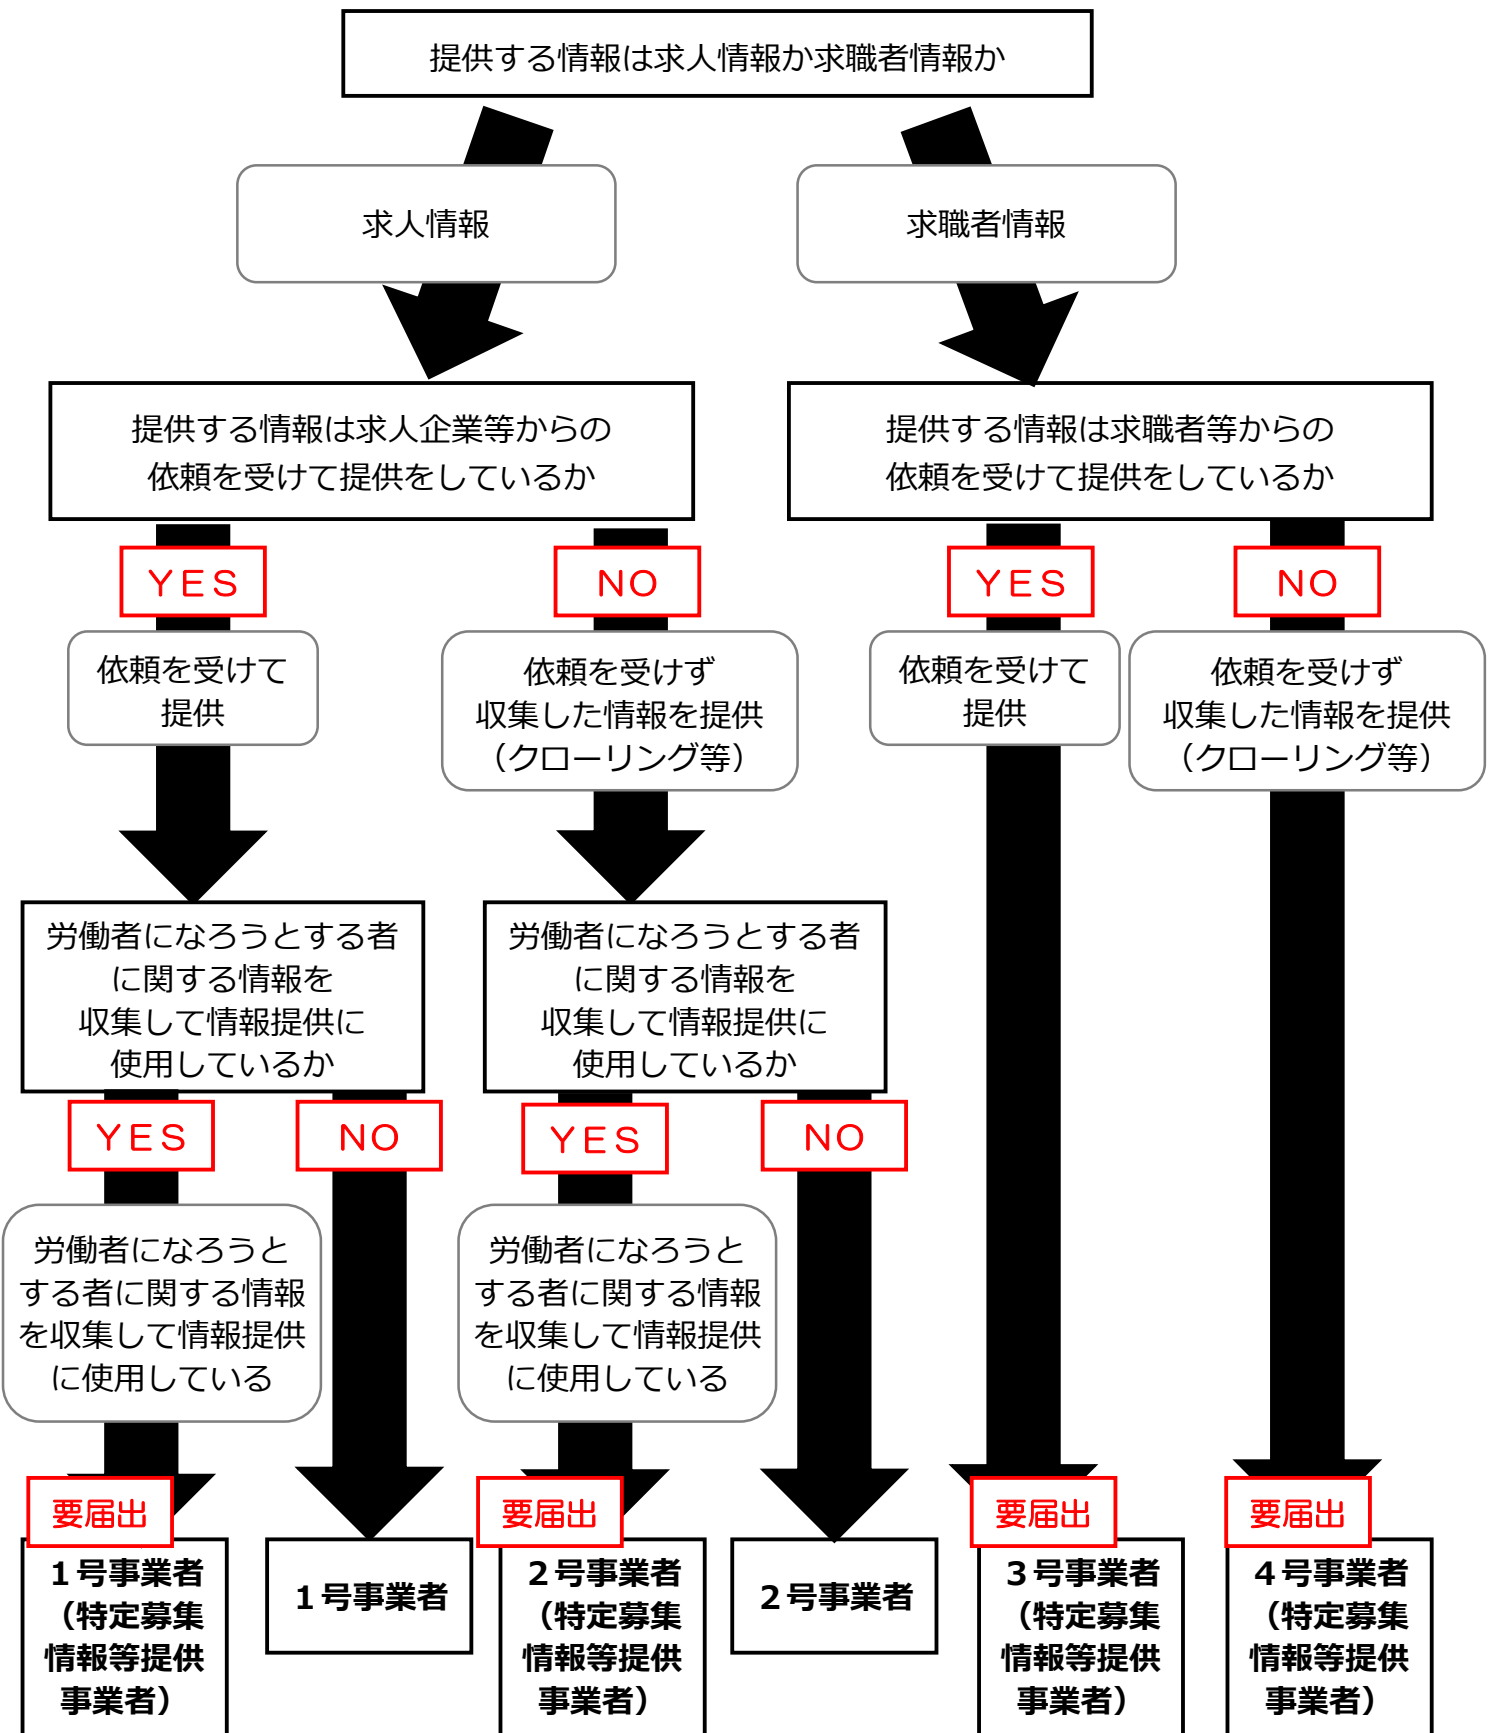 提供する情報は求人情報か求職者情報か
求人情報
求職者情報
提供する情報は求人企業等からの
依頼を受けて提供をしているか
提供する情報は求職者等からの
依頼を受けて提供をしているか
ＹＥＳ
ＮＯ
ＹＥＳ
ＮＯ
依頼を受けて
提供
依頼を受けず
収集した情報を提供
（クローリング等）
依頼を受けて
提供
依頼を受けず
収集した情報を提供
（クローリング等）
労働者になろうとする者
に関する情報を
収集して情報提供に
使用しているか
労働者になろうとする者
に関する情報を
収集して情報提供に
使用しているか
ＹＥＳ
ＮＯ
ＹＥＳ
ＮＯ
労働者になろうと
する者に関する情報
を収集して情報提供
に使用している
労働者になろうと
する者に関する情報
を収集して情報提供
に使用している
要届出
要届出
要届出
要届出
１号事業者
（特定募集
情報等提供
事業者）
１号事業者
２号事業者
（特定募集
情報等提供
事業者）
２号事業者
３号事業者
（特定募集
情報等提供
事業者）
４号事業者
（特定募集
情報等提供
事業者）